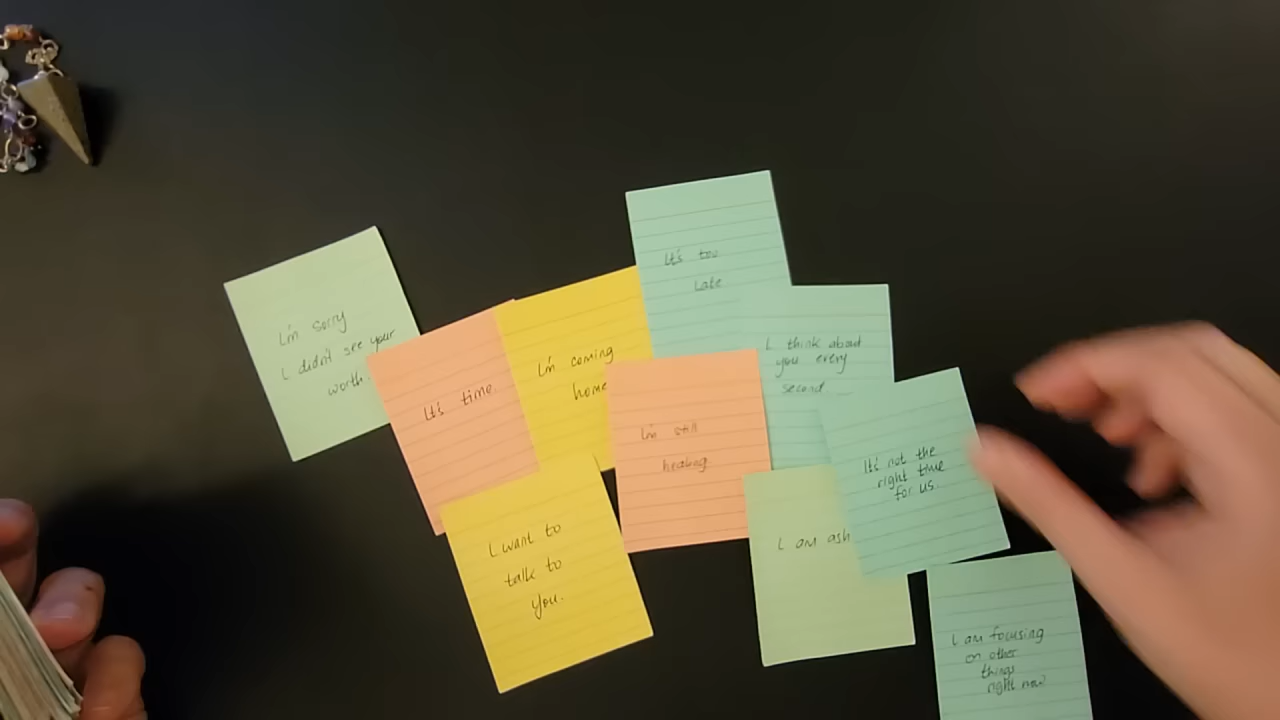 I'm sorry
I didn't see your
worth.
It's time.
I'm coming
home
It's too
Late
I think about
you every
second ...
I'm still
healing
I want to
talk to
you.
I am ash
It's not the
right time
for us.
I am focusing
on other
things
right now